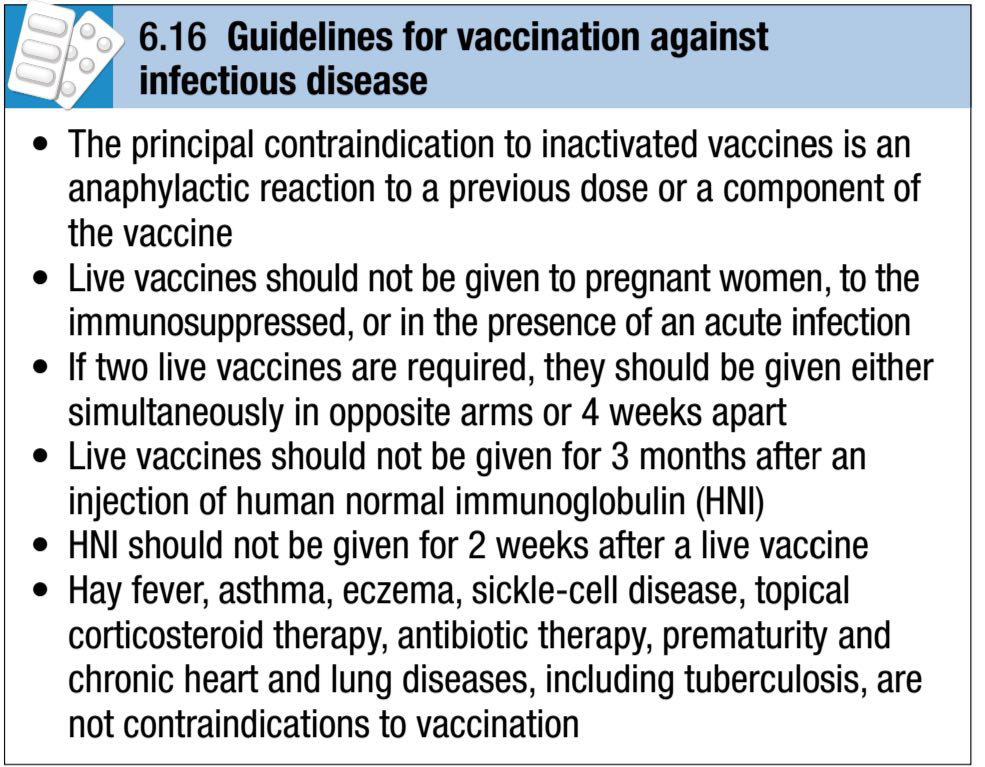 6.16 Guidelines for vaccination against
infectious disease
• The principal contraindication to inactivated vaccines is an
anaphylactic reaction to a previous dose or a component of
the vaccine
• Live vaccines should not be given to pregnant women, to the
immunosuppressed, or in the presence of an acute infection
• If two live vaccines are required, they should be given either
simultaneously in opposite arms or 4 weeks apart
• Live vaccines should not be given for 3 months after an
injection of human normal immunoglobulin (HNI)
• HNI should not be given for 2 weeks after a live vaccine
• Hay fever, asthma, eczema, sickle-cell disease, topical
corticosteroid therapy, antibiotic therapy, prematurity and
chronic heart and lung diseases, including tuberculosis, are
not contraindications to vaccination